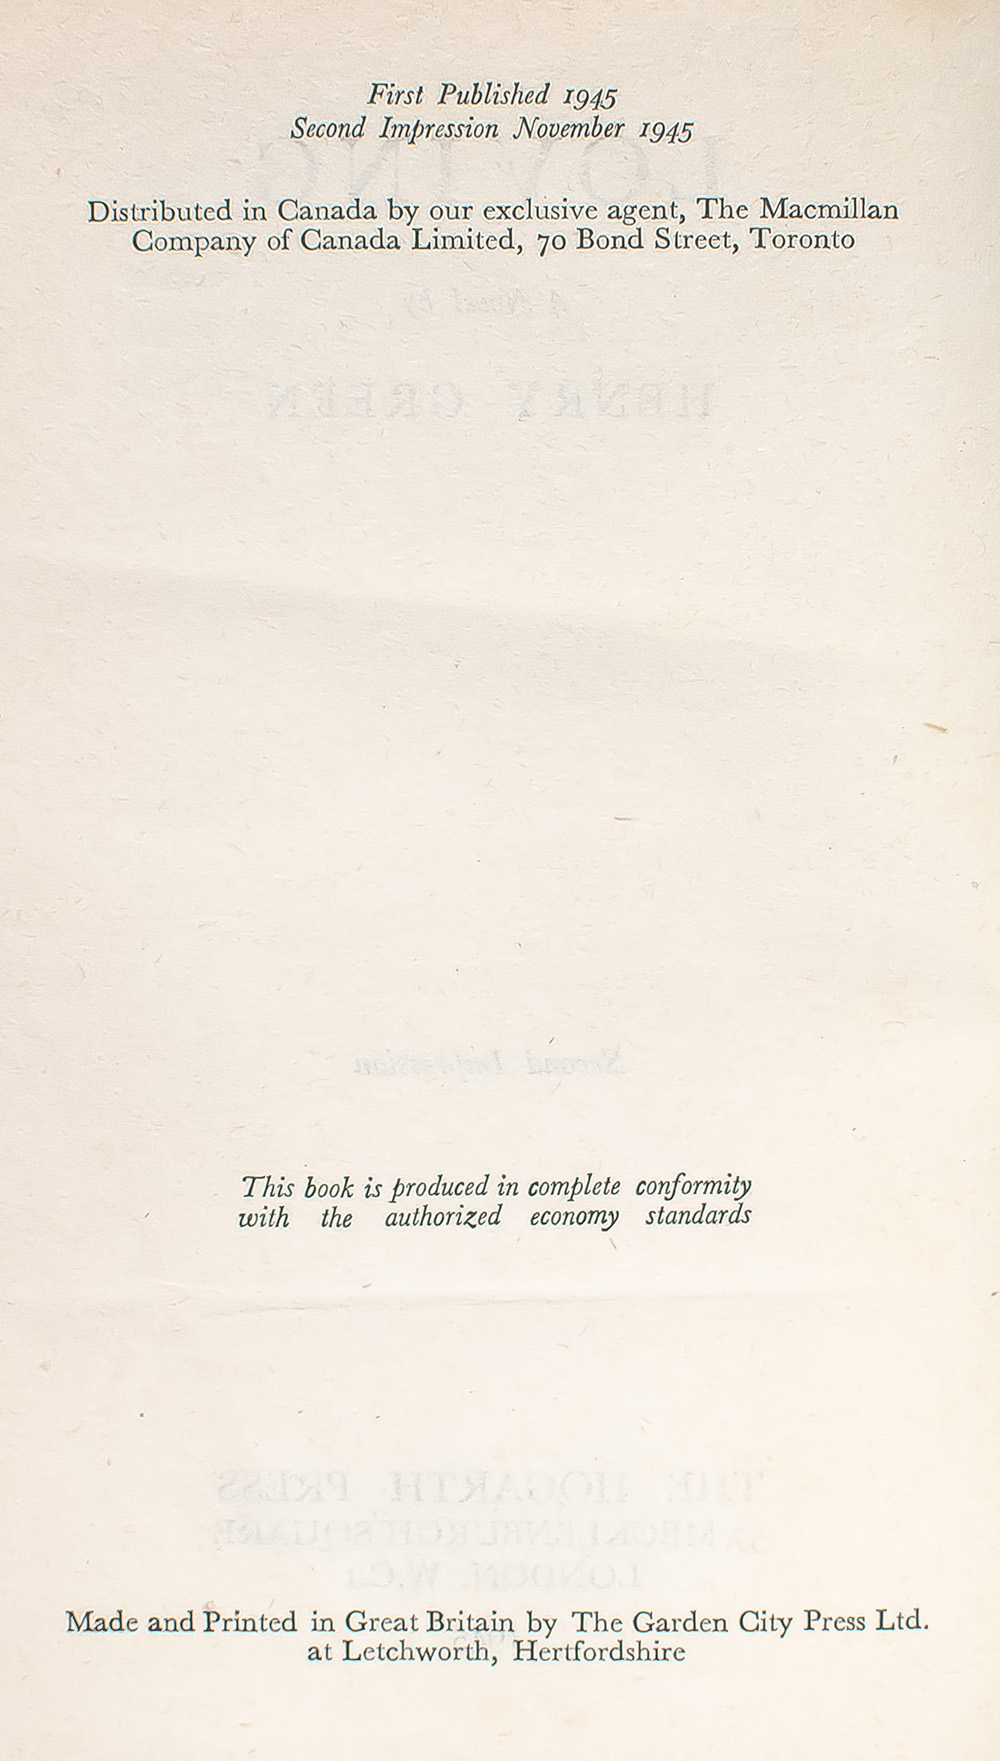 First Published 1945
Second Impression November 1945
Distributed in Canada by our exclusive agent, The Macmillan
Company of Canada Limited, 70 Bond Street, Toronto
This book is produced in complete conformity
with the authorized economy standards
Made and Printed in Great Britain by The Garden City Press Ltd.
at Letchworth, Hertfordshire